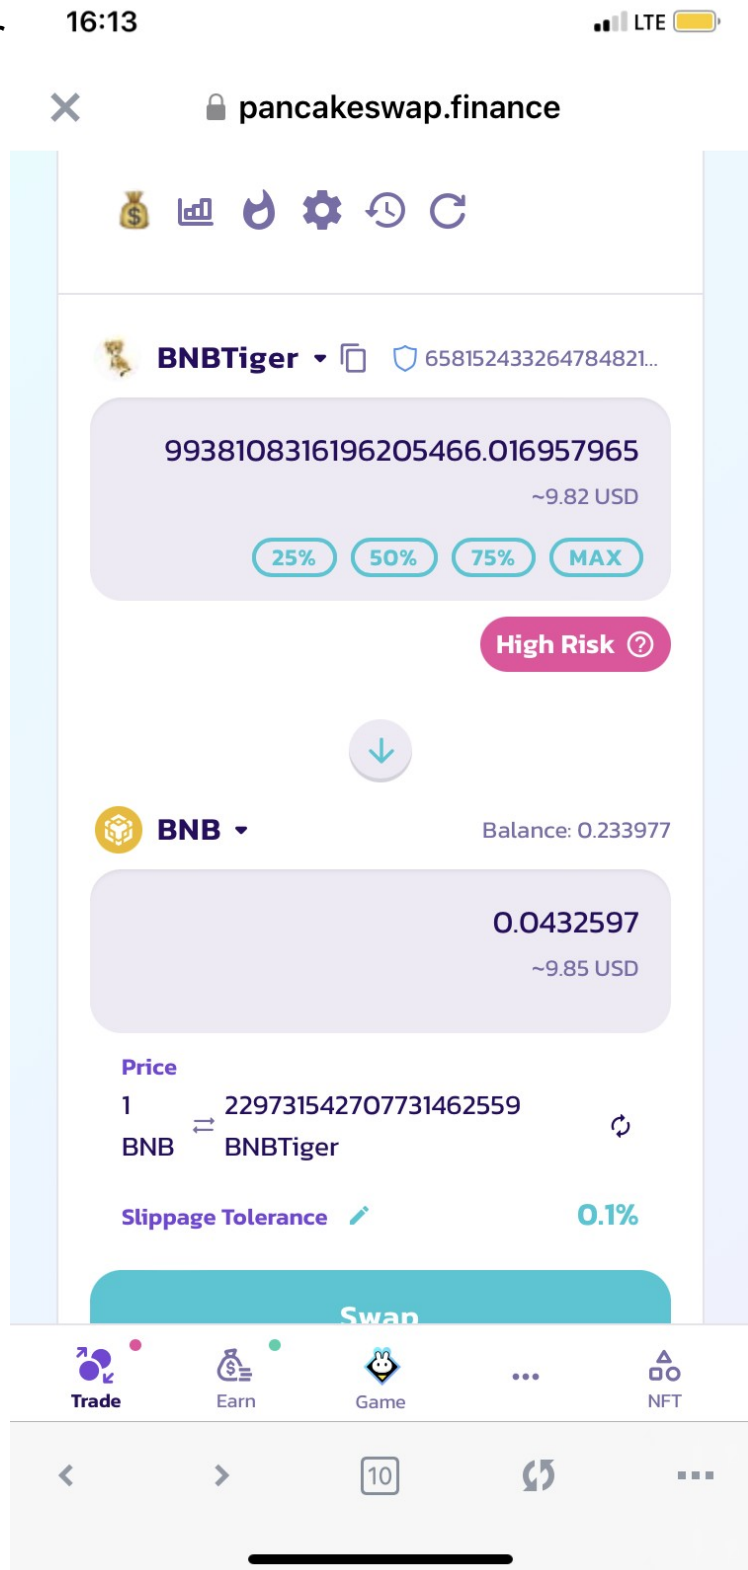 16:13
LTE
pancakeswap.finance
BNBTiger
658152433264784821...
9938108316196205466.016957965
~9.82 USD
25% 50% 75% MAX
High Risk
BNB
Balance: 0.233977
0.0432597
~9.85 USD
Price
1 BNB
229731542707731462559 BNBTiger
Slippage Tolerance 0.1%
Swap
Trade Earn Game NFT
10